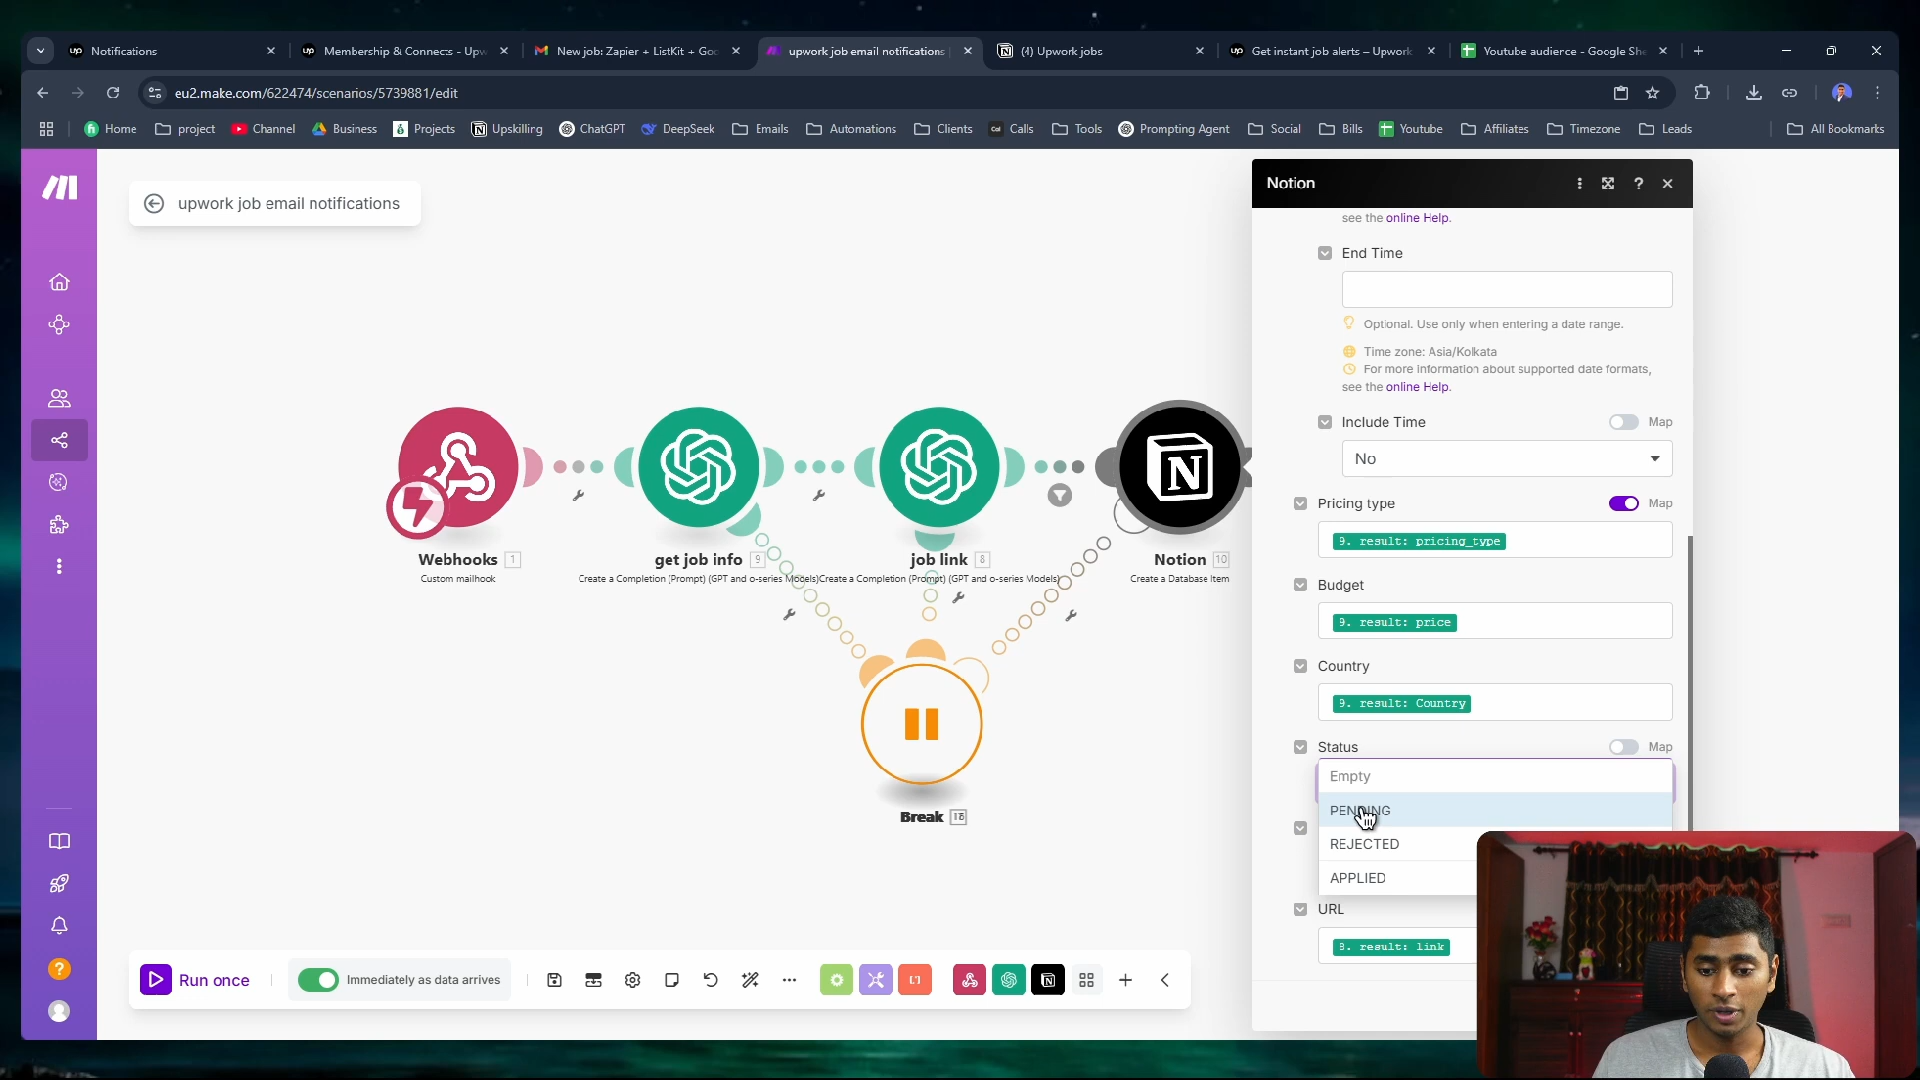 Notifications
Membership & Connects - Upw
New job: Zapier + ListKit + Goo
upwork job email notifications
(4) Upwork jobs
Get instant job alerts – Upwork
Youtube audience - Google She
eu2.make.com/622474/scenarios/5739881/edit
Home
project
Channel
Business
Projects
Upskilling
ChatGPT
DeepSeek
Emails
Automations
Clients
Cal
Calls
Tools
Prompting Agent
Social
Bills
Youtube
Affiliates
Timezone
Leads
All Bookmarks
upwork job email notifications
Notion
see the online Help.
End Time
Optional. Use only when entering a date range.
Time zone: Asia/Kolkata
For more information about supported date formats,
see the online Help.
Include Time
Map
No
Pricing type
Map
9. result: pricing_type
Budget
9. result: price
Country
9. result: Country
Status
Map
Empty
PENDING
REJECTED
APPLIED
URL
8. result: link
Webhooks 1
Custom mailhook
get job info 9
Create a Completion (Prompt) (GPT and o-series Models)
job link 8
Create a Completion (Prompt) (GPT and o-series Models)
Notion 10
Create a Database Item
Break
Run once
Immediately as data arrives